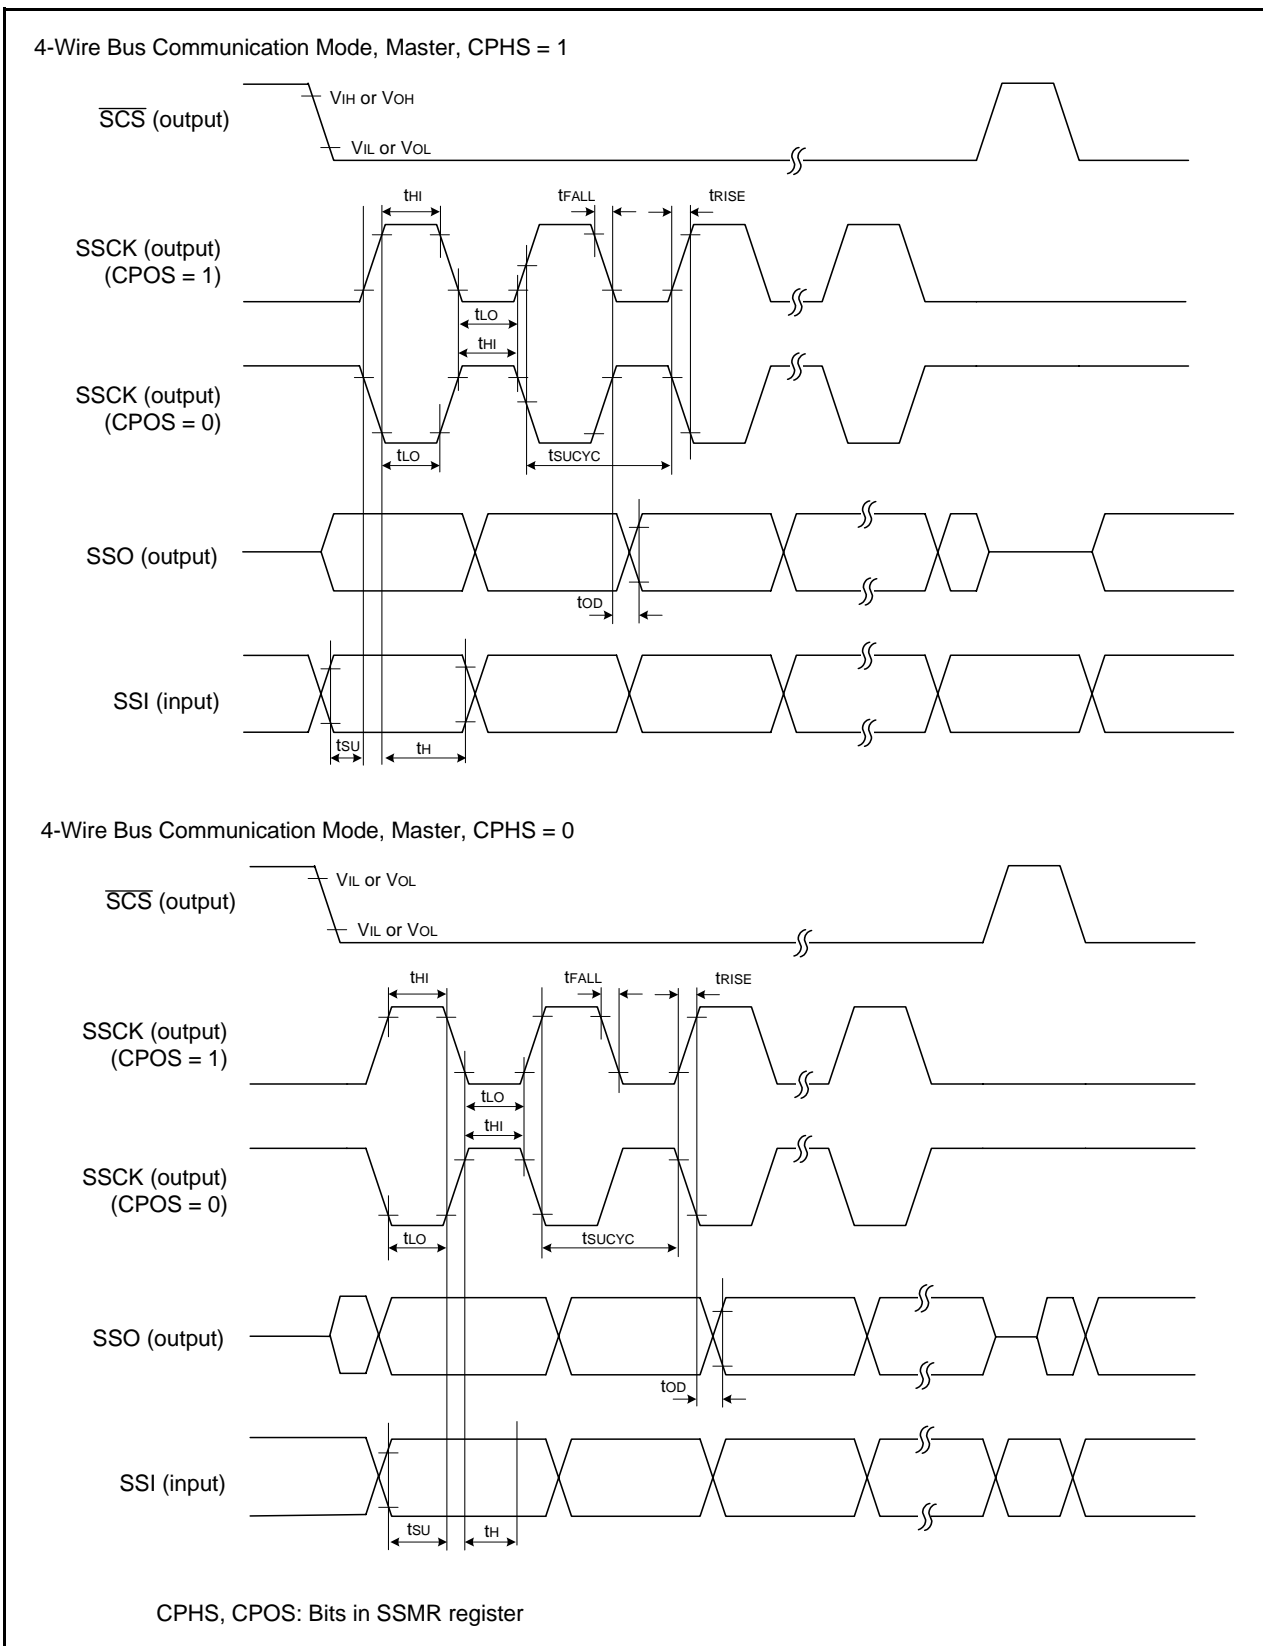 4-Wire Bus Communication Mode, Master, CPHS = 1
SCS (output)
VIH or VOH
VIL or VOL
tHI
tFALL
tRISE
SSCK (output)
(CPOS = 1)
tLO
tHI
SSCK (output)
(CPOS = 0)
tLO
tSUCYC
SSO (output)
tOD
SSI (input)
tSU
tH
4-Wire Bus Communication Mode, Master, CPHS = 0
SCS (output)
VIL or VOL
VIL or VOL
tHI
tFALL
tRISE
SSCK (output)
(CPOS = 1)
tLO
tHI
SSCK (output)
(CPOS = 0)
tLO
tSUCYC
SSO (output)
tOD
SSI (input)
tSU
tH
CPHS, CPOS: Bits in SSMR register